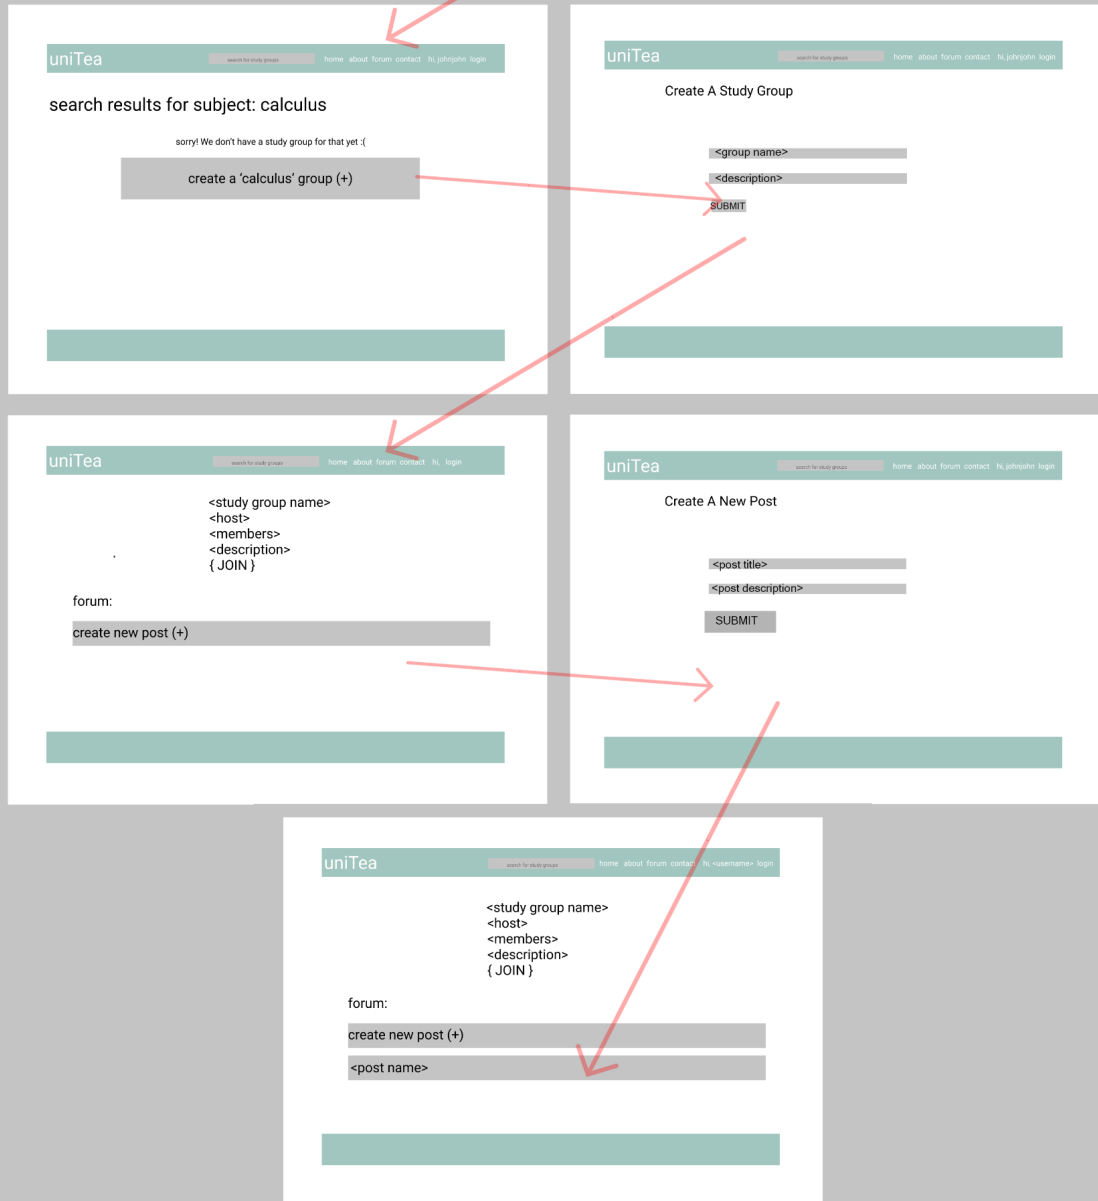 uniTea search for study groups home about forum contact hi, johnjohn login
search results for subject: calculus
sorry! We don't have a study group for that yet :(
create a 'calculus' group (+)
uniTea search for study groups home about forum contact hi, johnjohn login
Create A Study Group
<group name>
<description>
SUBMIT
uniTea search for study groups home about forum contact hi, login
<study group name>
<host>
<members>
<description>
{ JOIN }
forum:
create new post (+)
uniTea search for study groups home about forum contact hi, johnjohn login
Create A New Post
<post title>
<post description>
SUBMIT
uniTea search for study groups home about forum contact hi, <username> login
<study group name>
<host>
<members>
<description>
{ JOIN }
forum:
create new post (+)
<post name>